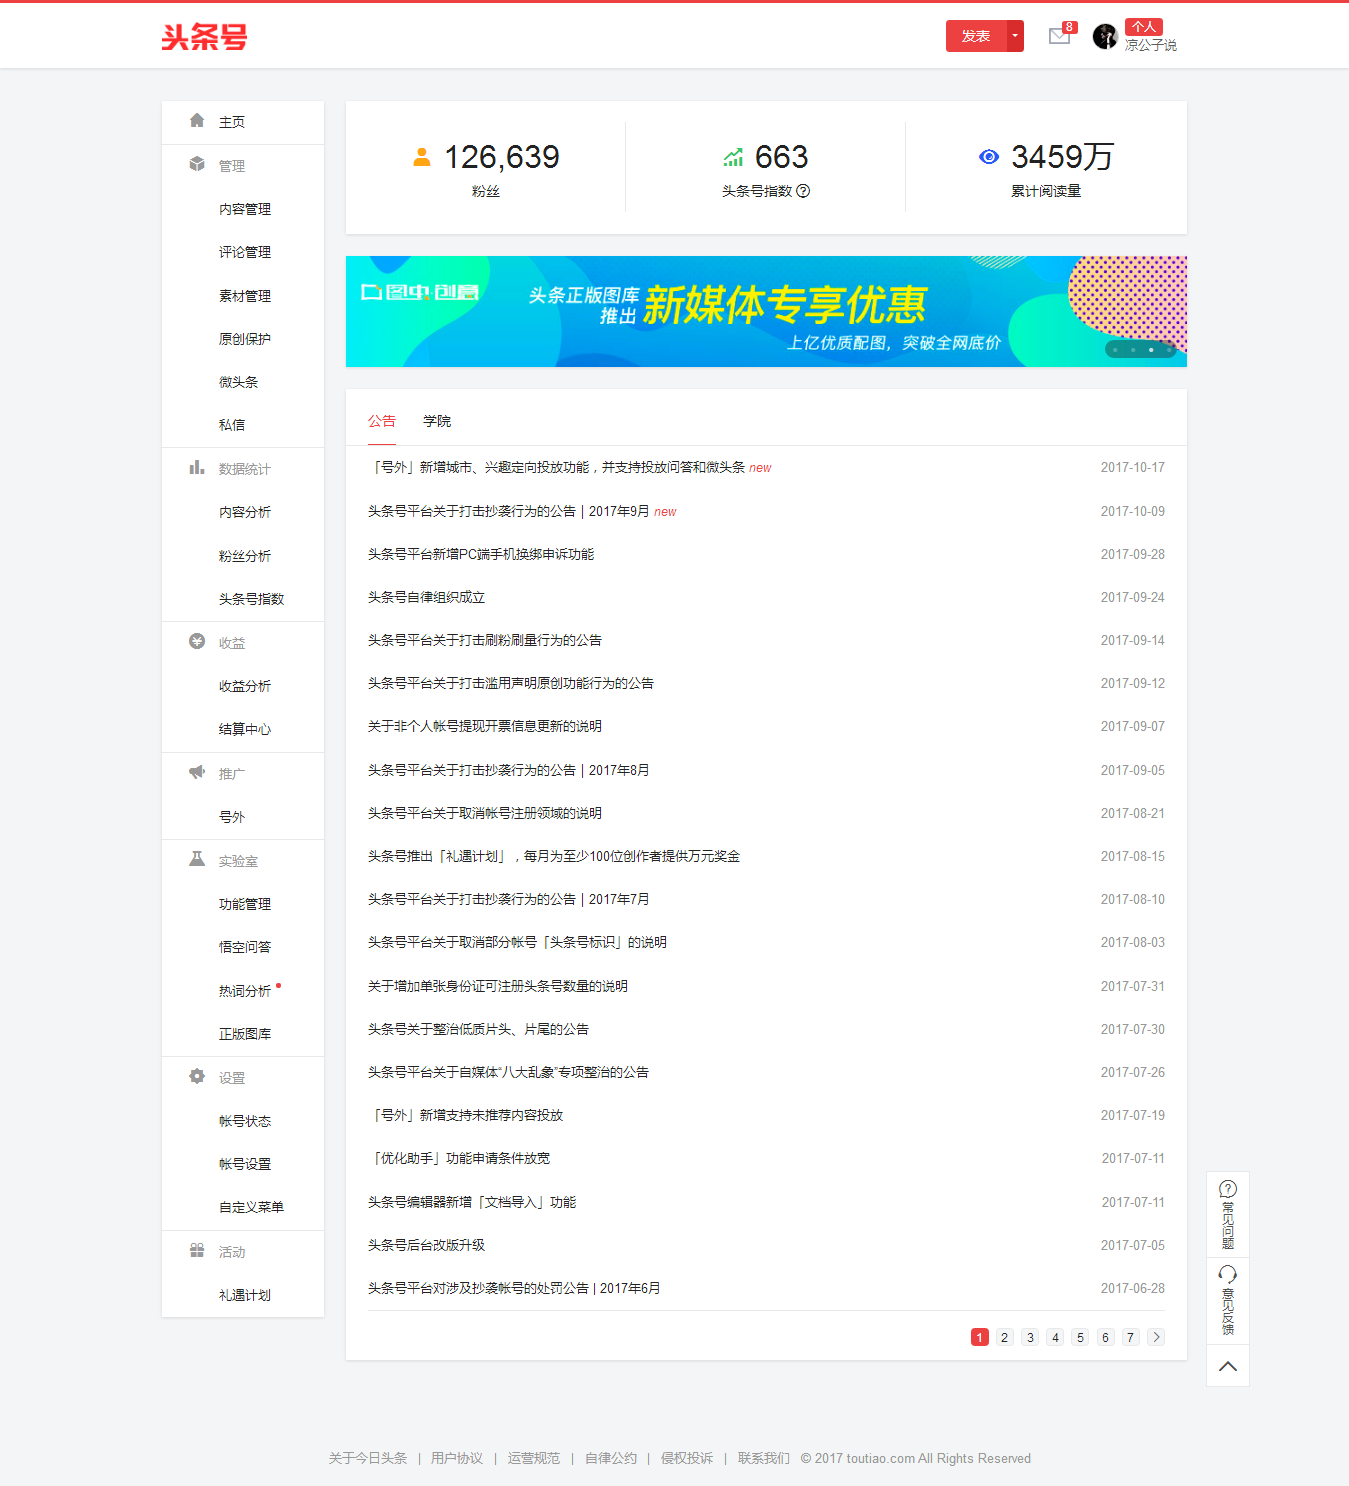 头条号
发表
8
个人
凉公子说
主页
管理
内容管理
评论管理
素材管理
原创保护
微头条
私信
数据统计
内容分析
粉丝分析
头条号指数
收益
收益分析
结算中心
推广
号外
实验室
功能管理
悟空问答
热词分析
正版图库
设置
帐号状态
帐号设置
自定义菜单
活动
礼遇计划
126,639
粉丝
663
头条号指数
3459万
累计阅读量
图虫创意
头条正版图库
推出
新媒体专享优惠
上亿优质配图，突破全网底价
公告 学院
「号外」新增城市、兴趣定向投放功能，并支持投放问答和微头条 new 2017-10-17
头条号平台关于打击抄袭行为的公告 | 2017年9月 new 2017-10-09
头条号平台新增PC端手机换绑申诉功能 2017-09-28
头条号自律组织成立 2017-09-24
头条号平台关于打击刷粉刷量行为的公告 2017-09-14
头条号平台关于打击滥用声明原创功能行为的公告 2017-09-12
关于非个人帐号提现开票信息更新的说明 2017-09-07
头条号平台关于打击抄袭行为的公告 | 2017年8月 2017-09-05
头条号平台关于取消帐号注册领域的说明 2017-08-21
头条号推出「礼遇计划」，每月为至少100位创作者提供万元奖金 2017-08-15
头条号平台关于打击抄袭行为的公告 | 2017年7月 2017-08-10
头条号平台关于取消部分帐号「头条号标识」的说明 2017-08-03
关于增加单张身份证可注册头条号数量的说明 2017-07-31
头条号关于整治低质片头、片尾的公告 2017-07-30
头条号平台关于自媒体“八大乱象”专项整治的公告 2017-07-26
「号外」新增支持未推荐内容投放 2017-07-19
「优化助手」功能申请条件放宽 2017-07-11
头条号编辑器新增「文档导入」功能 2017-07-11
头条号后台改版升级 2017-07-05
头条号平台对涉及抄袭帐号的处罚公告 | 2017年6月 2017-06-28
1 2 3 4 5 6 7
常见问题
意见反馈
关于今日头条 | 用户协议 | 运营规范 | 自律公约 | 侵权投诉 | 联系我们 © 2017 toutiao.com All Rights Reserved